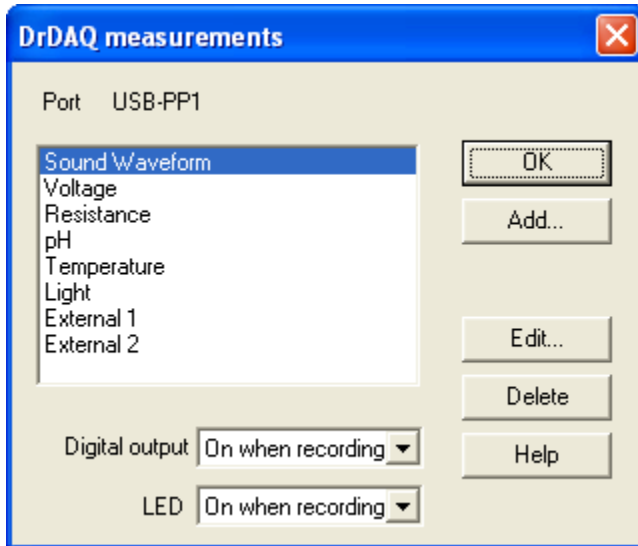 DrDAQ measurements
Port USB-PP1
Sound Waveform
Voltage
Resistance
pH
Temperature
Light
External 1
External 2
OK
Add...
Edit...
Delete
Help
Digital output On when recording
LED On when recording